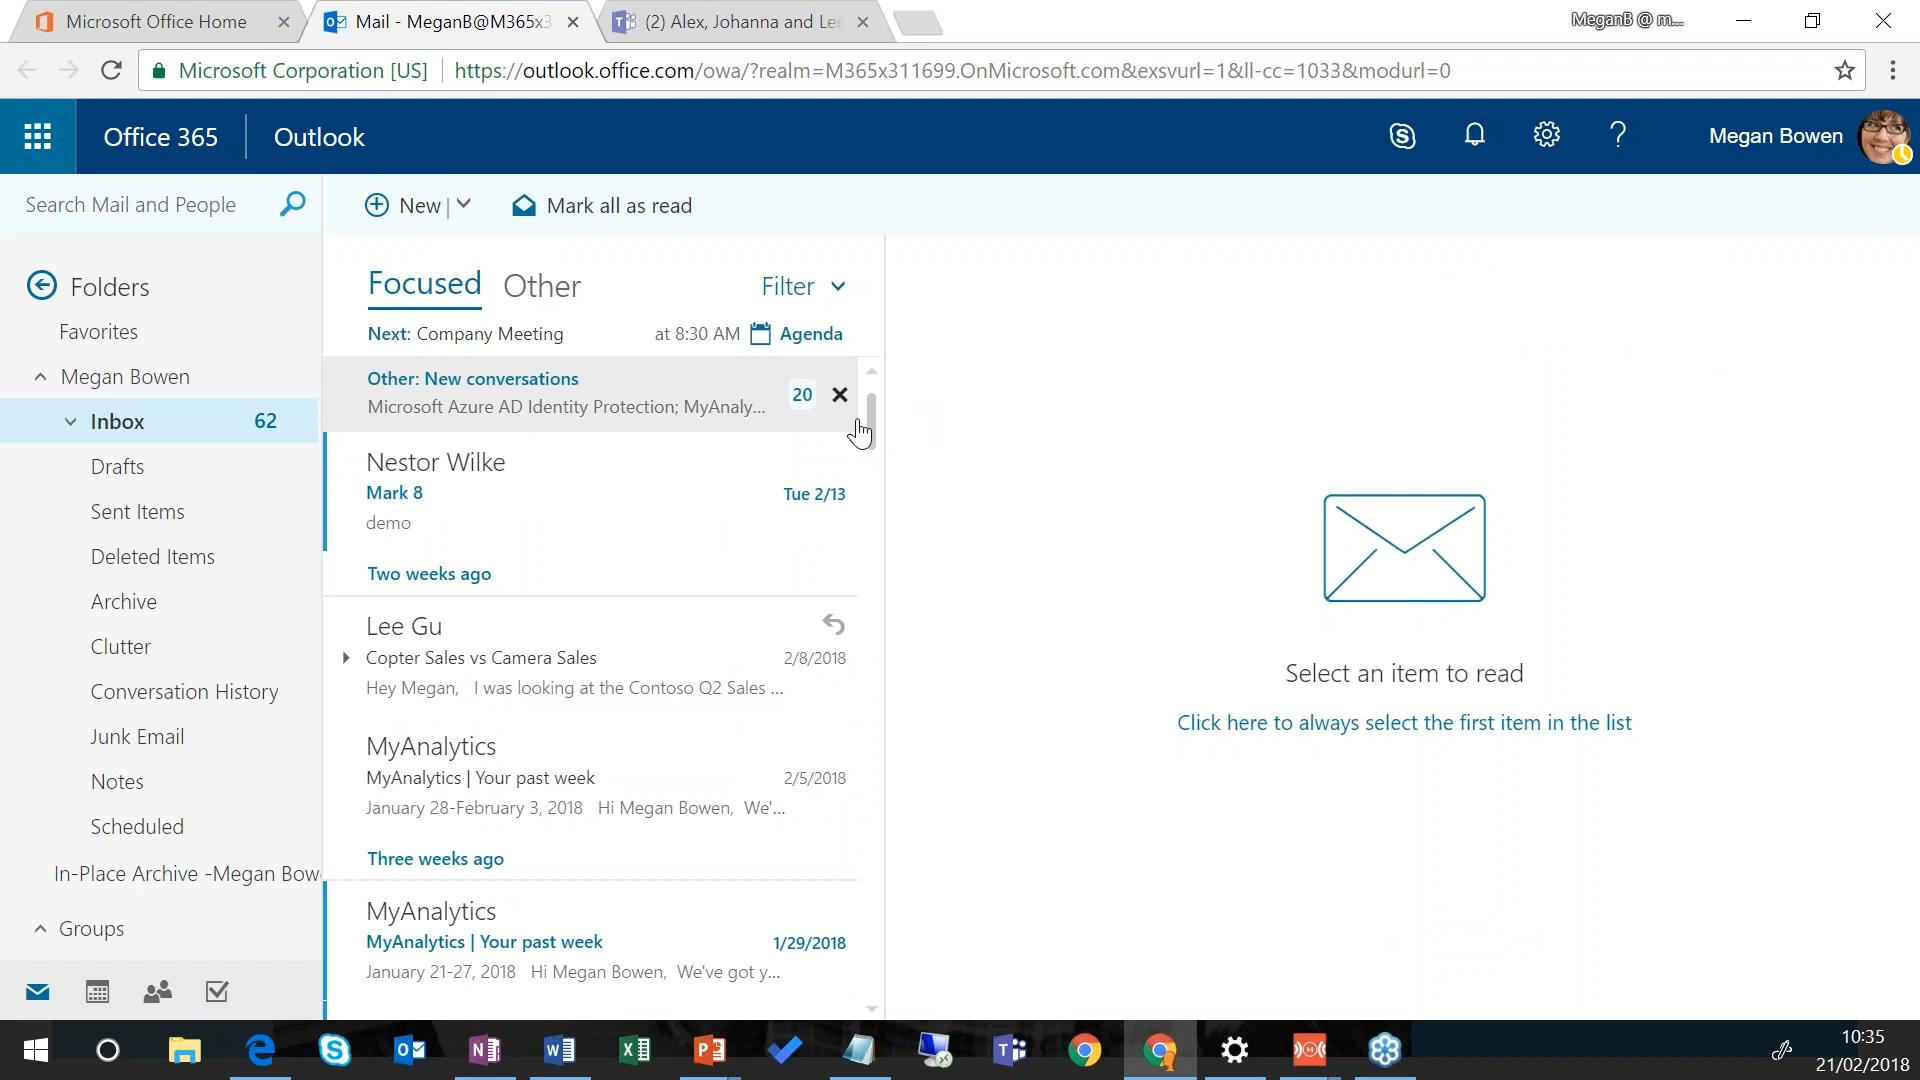 Microsoft Office Home
Mail - MeganB@M365x3
(2) Alex, Johanna and Lee
MeganB @ m...
Microsoft Corporation [US]
https://outlook.office.com/owa/?realm=M365x311699.OnMicrosoft.com&exsvurl=1&ll-cc=1033&modurl=0
Office 365
Outlook
Megan Bowen
Search Mail and People
New
Mark all as read
Folders
Favorites
Megan Bowen
Inbox 62
Drafts
Sent Items
Deleted Items
Archive
Clutter
Conversation History
Junk Email
Notes
Scheduled
In-Place Archive -Megan Bow
Groups
Focused Other Filter
Next: Company Meeting at 8:30 AM Agenda
Other: New conversations
Microsoft Azure AD Identity Protection; MyAnaly... 20
Nestor Wilke
Mark 8 Tue 2/13
demo
Two weeks ago
Lee Gu
Copter Sales vs Camera Sales 2/8/2018
Hey Megan, I was looking at the Contoso Q2 Sales ...
MyAnalytics
MyAnalytics | Your past week 2/5/2018
January 28-February 3, 2018 Hi Megan Bowen, We'...
Three weeks ago
MyAnalytics
MyAnalytics | Your past week 1/29/2018
January 21-27, 2018 Hi Megan Bowen, We've got y...
Select an item to read
Click here to always select the first item in the list
10:35
21/02/2018